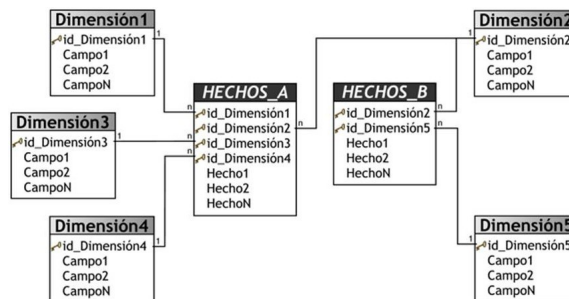 Dimensión1
id_Dimensión1
Campo1
Campo2
CampoN
Dimensión3
id_Dimensión3
Campo1
Campo2
CampoN
Dimensión4
id_Dimensión4
Campo1
Campo2
CampoN
HECHOS_A
id_Dimensión1
id_Dimensión2
id_Dimensión3
id_Dimensión4
Hecho1
Hecho2
HechoN
HECHOS_B
id_Dimensión2
id_Dimensión5
Hecho1
Hecho2
HechoN
Dimensión2
id_Dimensión2
Campo1
Campo2
CampoN
Dimensión5
id_Dimensión5
Campo1
Campo2
CampoN
1
n
1
n
1
n
n
1
n
n
1